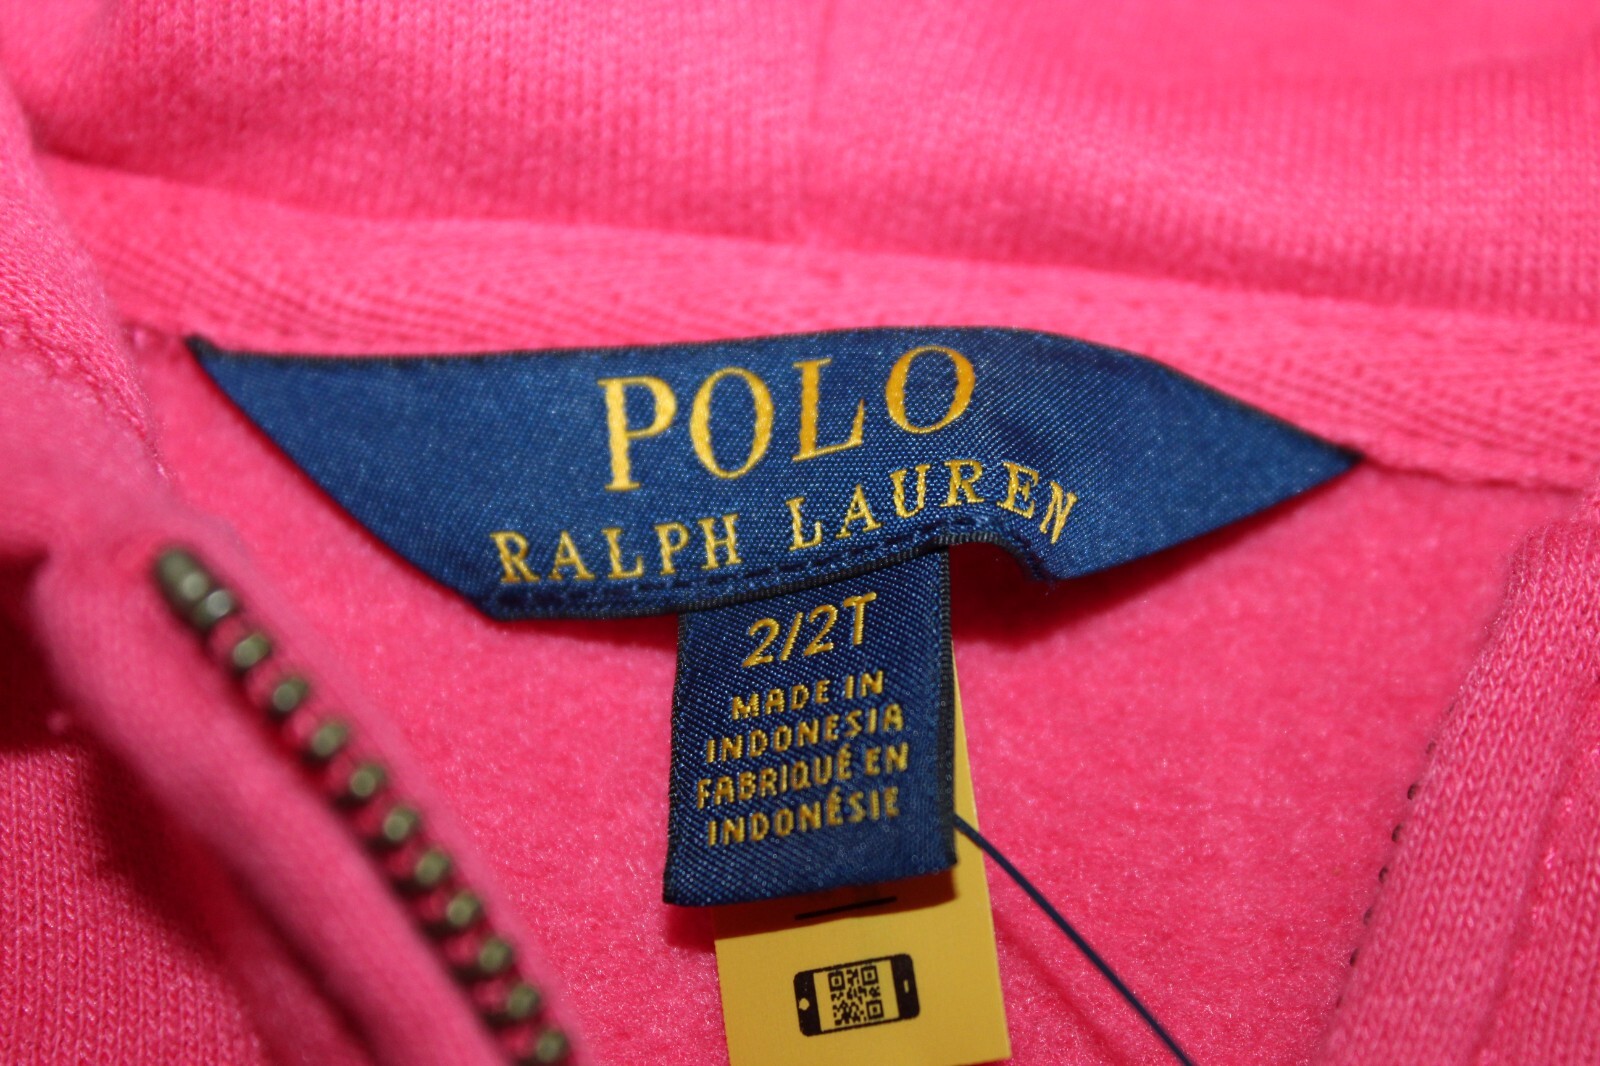 POLO
RALPH LAUREN
2/2T
MADE IN
INDONESIA
FABRIQUÉ EN
INDONÉSIE